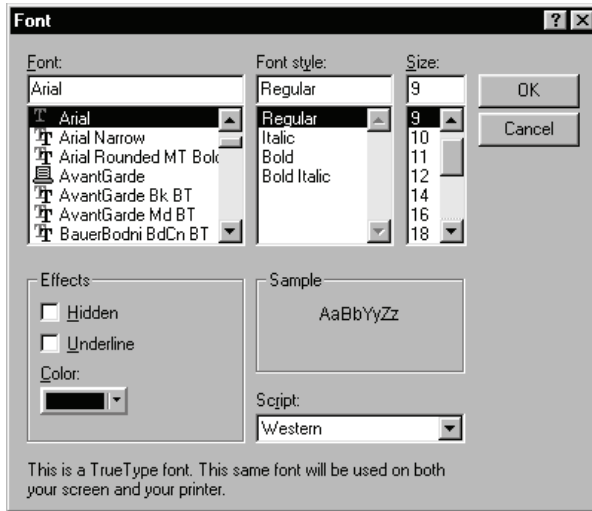 Font
Font:
Arial
Arial
Arial Narrow
Arial Rounded MT Bold
AvantGarde
AvantGarde Bk BT
AvantGarde Md BT
BauerBodni BdCn BT
Font style:
Regular
Regular
Italic
Bold
Bold Italic
Size:
9
9
10
11
12
14
16
18
OK
Cancel
Effects
Hidden
Underline
Color:
Sample
AaBbYyZz
Script:
Western
This is a TrueType font. This same font will be used on both
your screen and your printer.